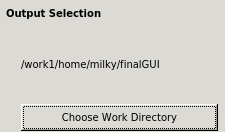 Output Selection
/work1/home/milky/finalGUI
Choose Work Directory